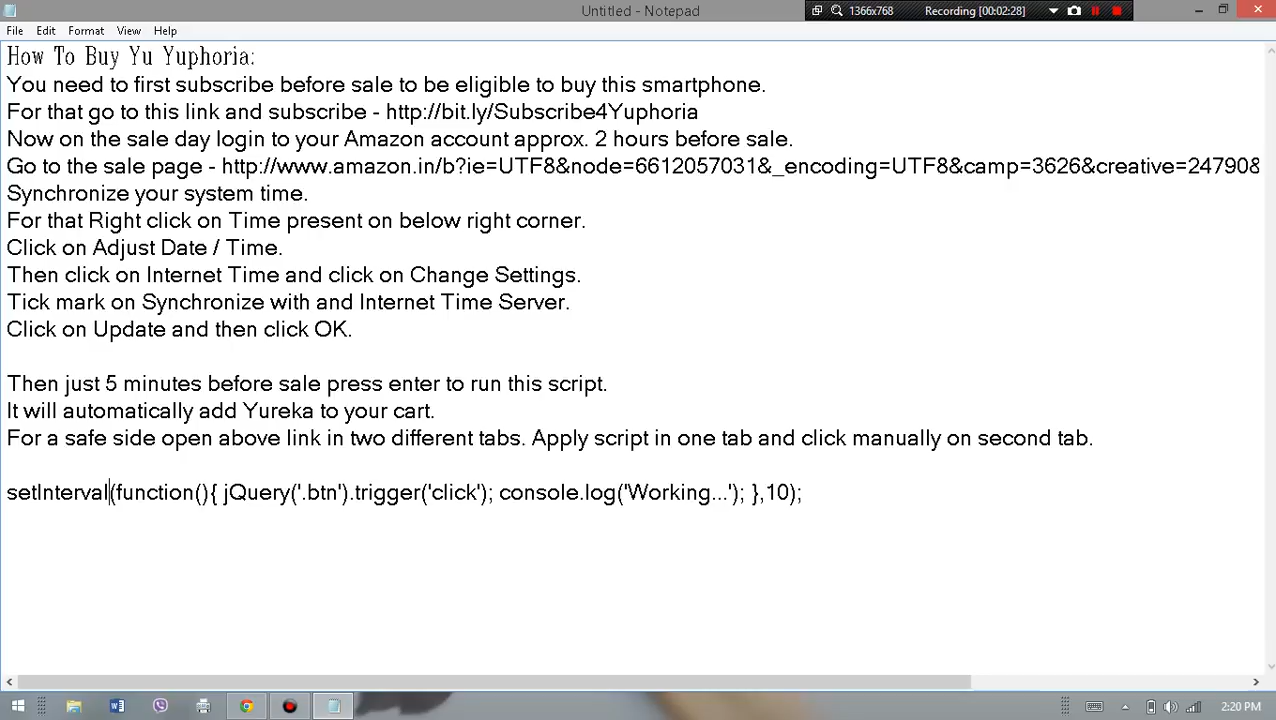 Untitled - Notepad
1366x768
Recording [00:02:28]
File Edit Format View Help
How To Buy Yu Yuphoria:
You need to first subscribe before sale to be eligible to buy this smartphone.
For that go to this link and subscribe - http://bit.ly/Subscribe4Yuphoria
Now on the sale day login to your Amazon account approx. 2 hours before sale.
Go to the sale page - http://www.amazon.in/b?ie=UTF8&node=6612057031&_encoding=UTF8&camp=3626&creative=24790&
Synchronize your system time.
For that Right click on Time present on below right corner.
Click on Adjust Date / Time.
Then click on Internet Time and click on Change Settings.
Tick mark on Synchronize with and Internet Time Server.
Click on Update and then click OK.
Then just 5 minutes before sale press enter to run this script.
It will automatically add Yureka to your cart.
For a safe side open above link in two different tabs. Apply script in one tab and click manually on second tab.
setInterval(function(){ jQuery('.btn').trigger('click'); console.log('Working...'); },10);
2:20 PM